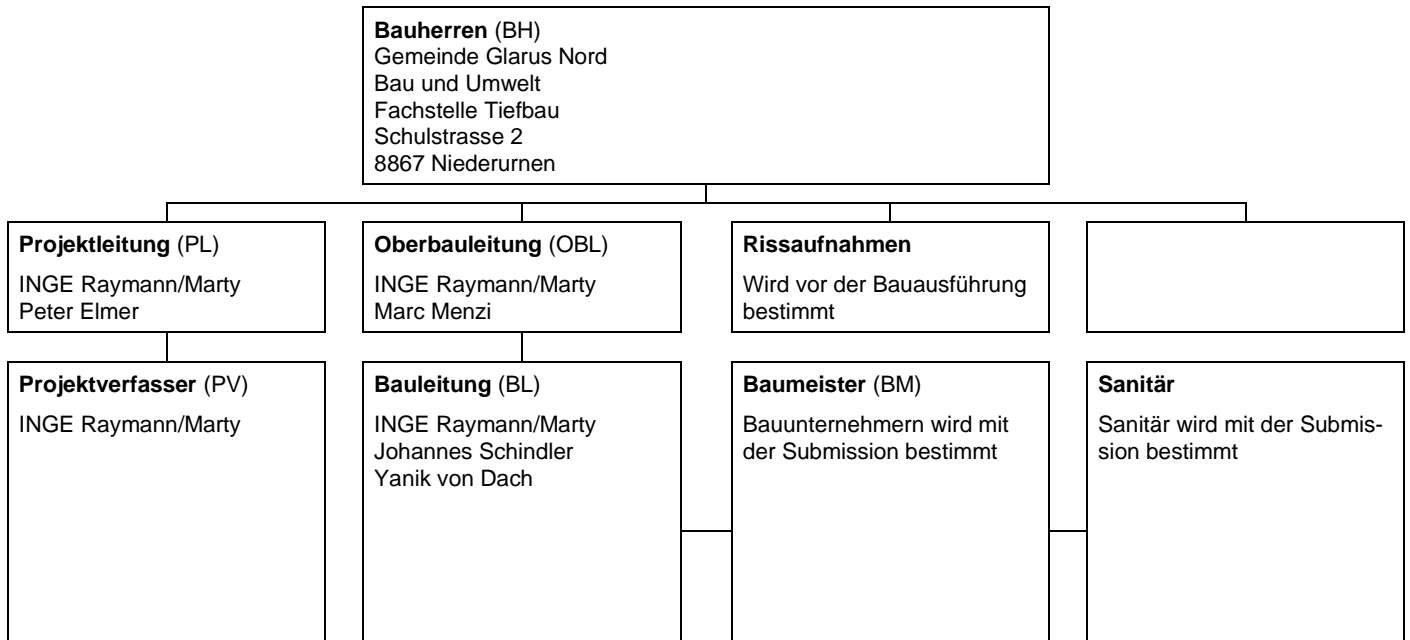 Bauherren (BH)
Gemeinde Glarus Nord
Bau und Umwelt
Fachstelle Tiefbau
Schulstrasse 2
8867 Niederurnen
Projektleitung (PL)
INGE Raymann/Marty
Peter Elmer
Oberbauleitung (OBL)
INGE Raymann/Marty
Marc Menzi
Rissaufnahmen
Wird vor der Bauausführung
bestimmt
Projektverfasser (PV)
INGE Raymann/Marty
Bauleitung (BL)
INGE Raymann/Marty
Johannes Schindler
Yanik von Dach
Baumeister (BM)
Bauunternehmern wird mit
der Submission bestimmt
Sanitär
Sanitär wird mit der Submis-
sion bestimmt